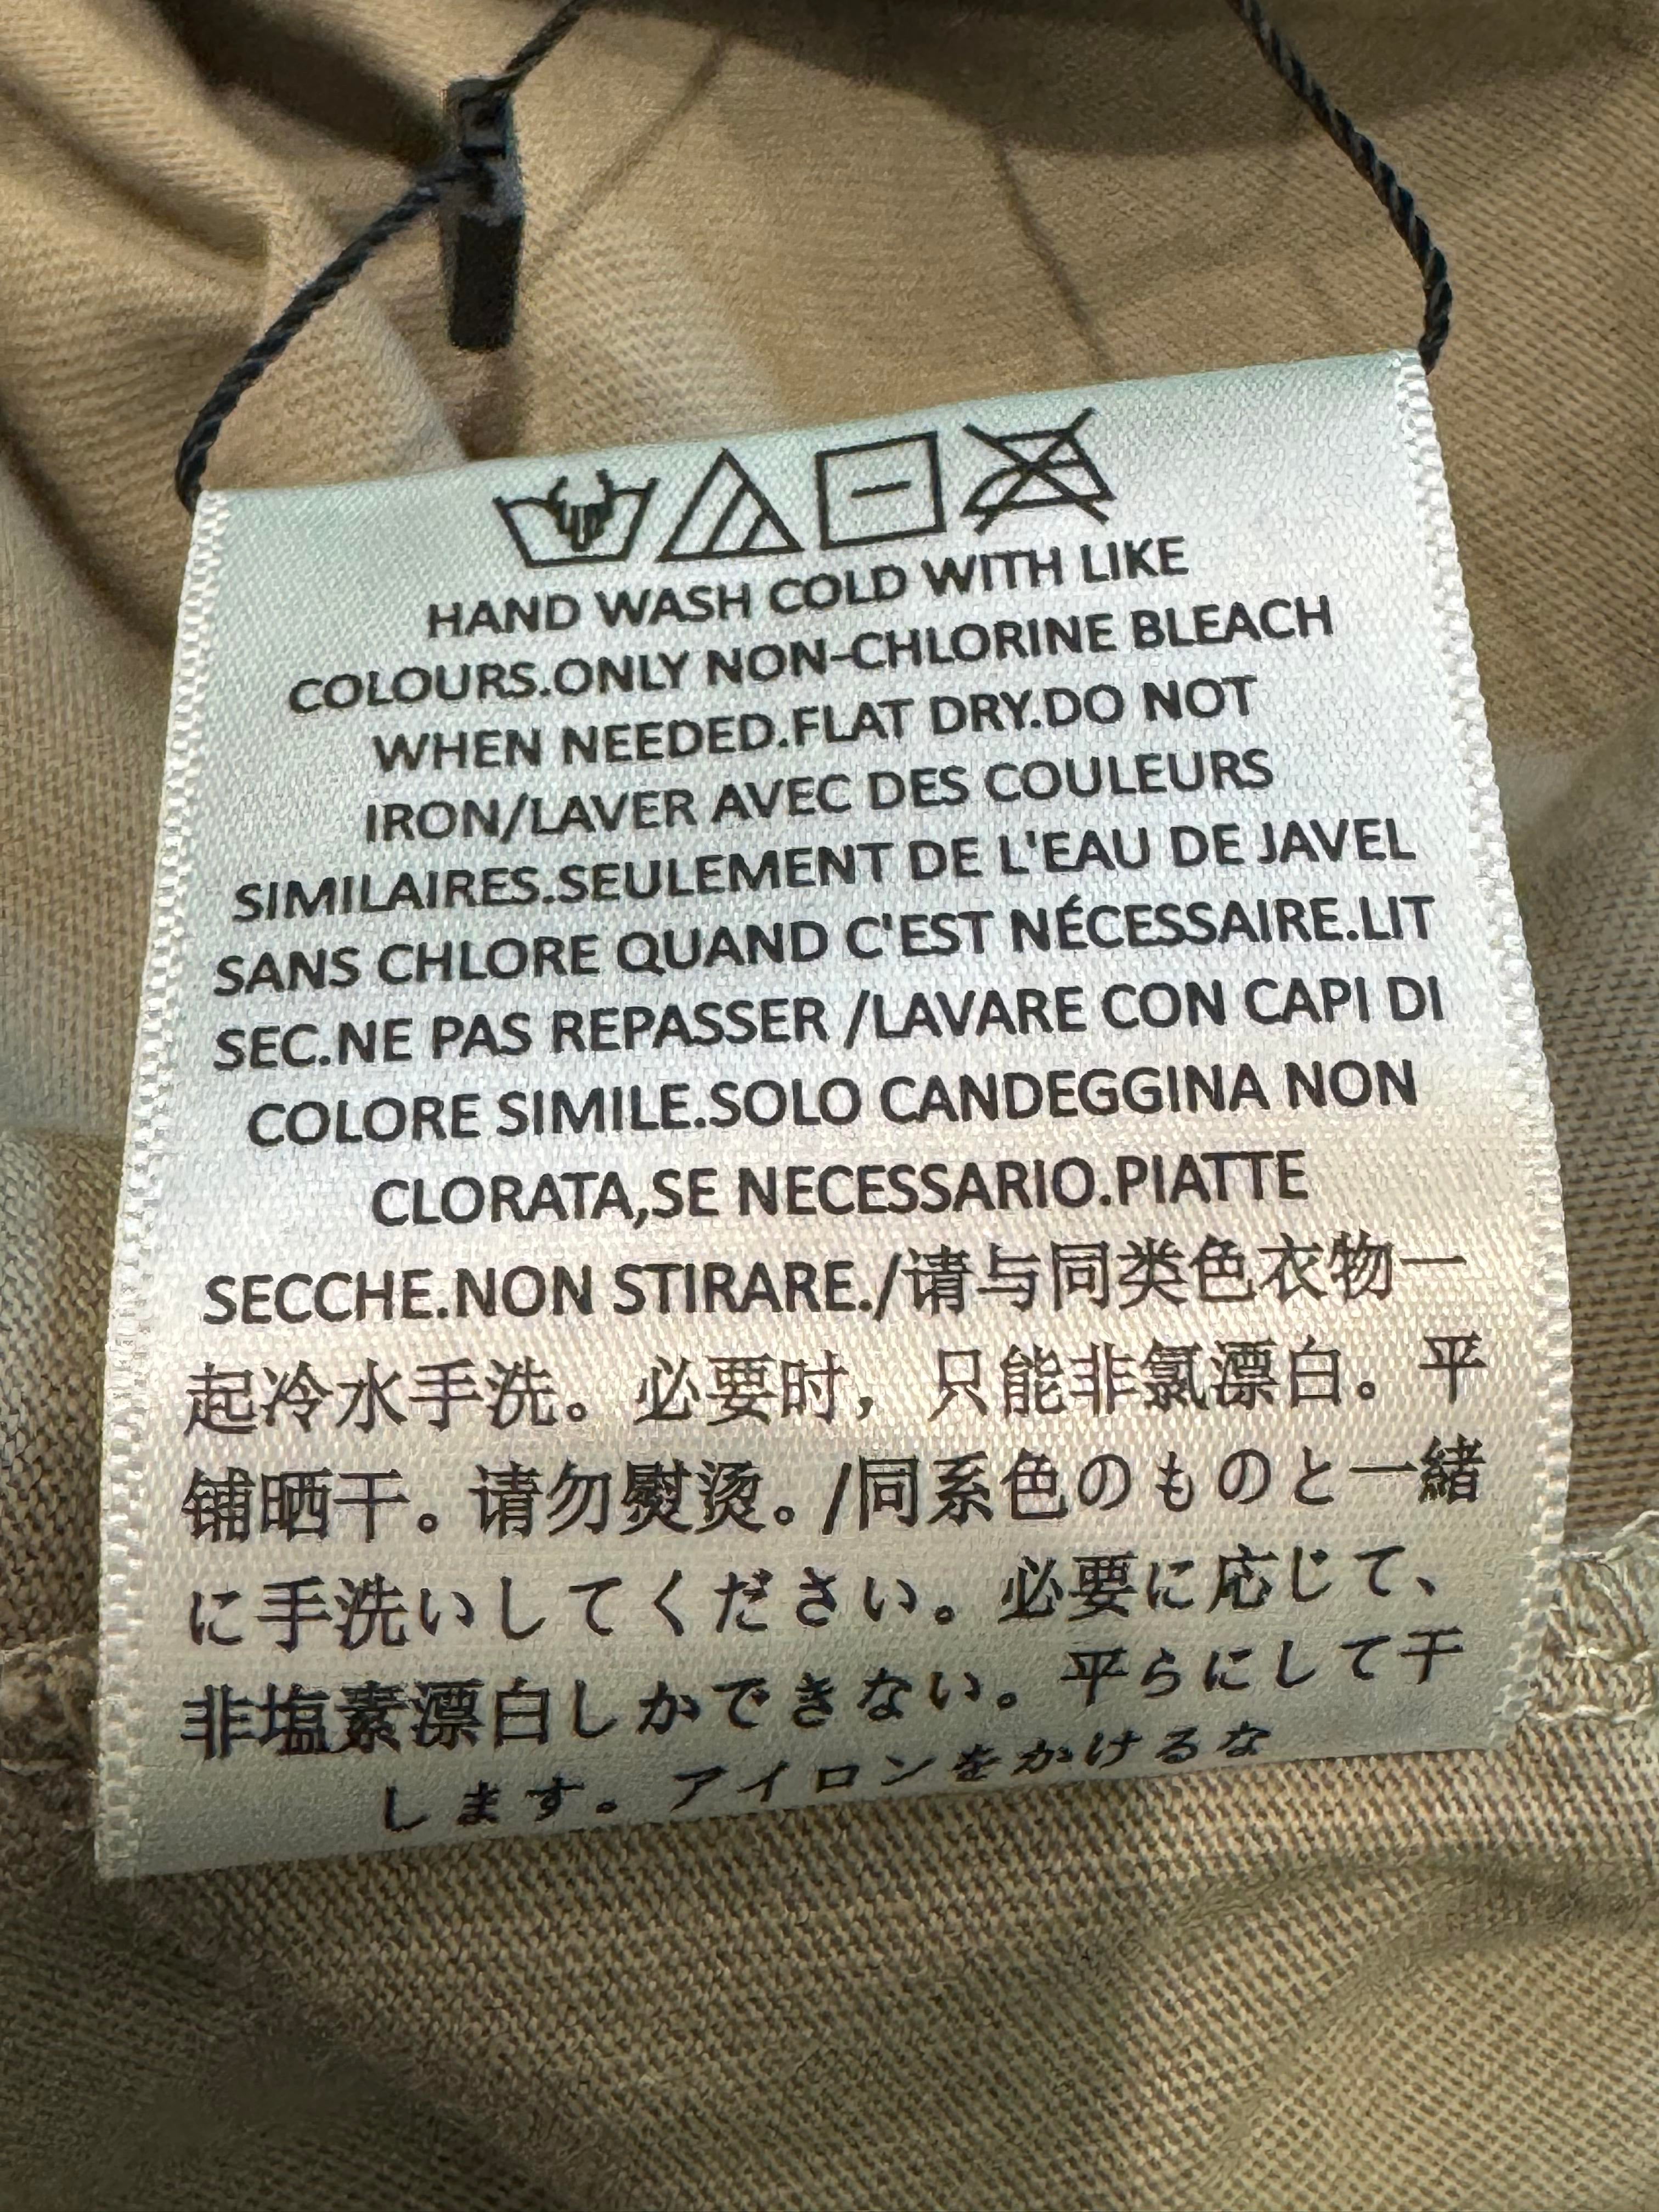 HAND WASH COLD WITH LIKE
COLOURS.ONLY NON-CHLORINE BLEACH
WHEN NEEDED.FLAT DRY.DO NOT
IRON/LAVER AVEC DES COULEURS
SIMILAIRES.SEULEMENT DE L'EAU DE JAVEL
SANS CHLORE QUAND C'EST NÉCESSAIRE.LIT
SEC.NE PAS REPASSER /LAVARE CON CAPI DI
COLORE SIMILE.SOLO CANDEGGINA NON
CLORATA,SE NECESSARIO.PIATTE
SECCHE.NON STIRARE./请与同类色衣物一
起冷水手洗。必要时，只能非氯漂白。平
铺晒干。请勿熨烫。/同系色のものと一緒
に手洗いしてください。必要に応じて、
非塩素漂白しかできない。平らにして干
します。アイロンをかけるな